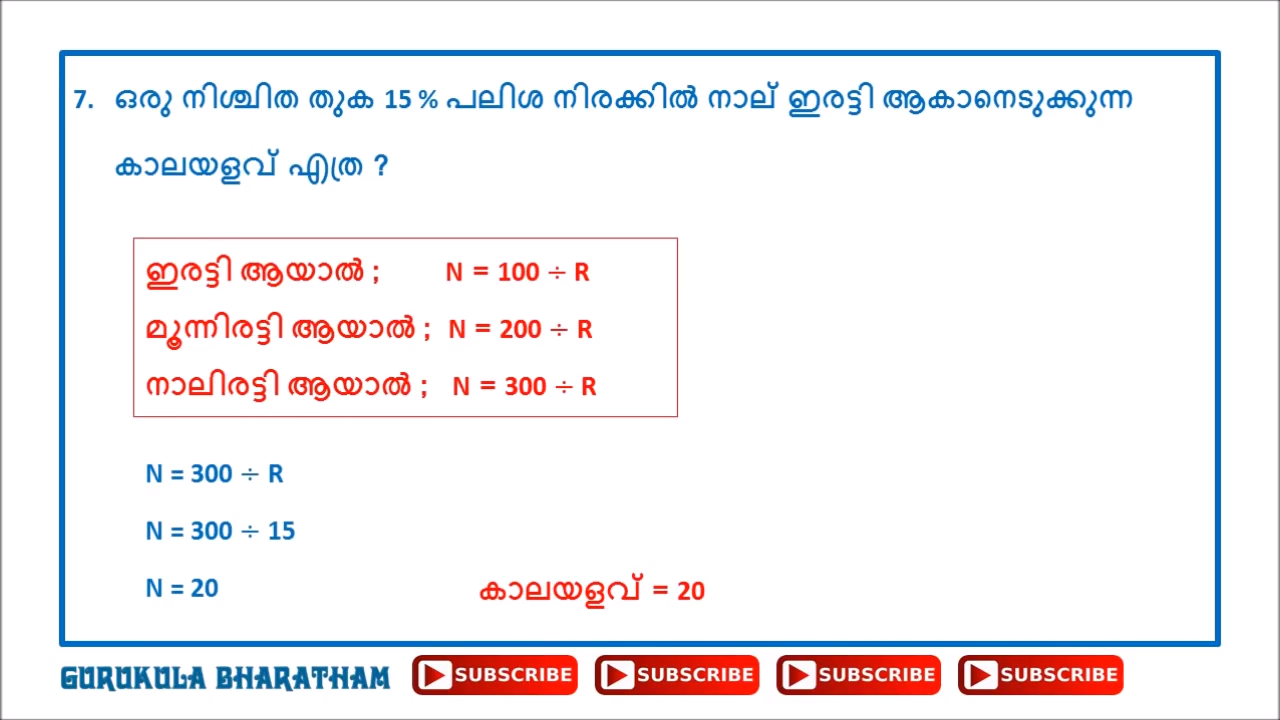 7. ഒരു നിശ്ചിത തുക 15 % പലിശ നിരക്കിൽ നാല് ഇരട്ടി ആകാനെടുക്കുന്ന
കാലയളവ് എത്ര ?
ഇരട്ടി ആയാൽ ; N = 100 ÷ R
മൂന്നിരട്ടി ആയാൽ ; N = 200 ÷ R
നാലിരട്ടി ആയാൽ ; N = 300 ÷ R
N = 300 ÷ R
N = 300 ÷ 15
N = 20 കാലയളവ് = 20
GURUKULA BHARATHAM SUBSCRIBE SUBSCRIBE SUBSCRIBE SUBSCRIBE